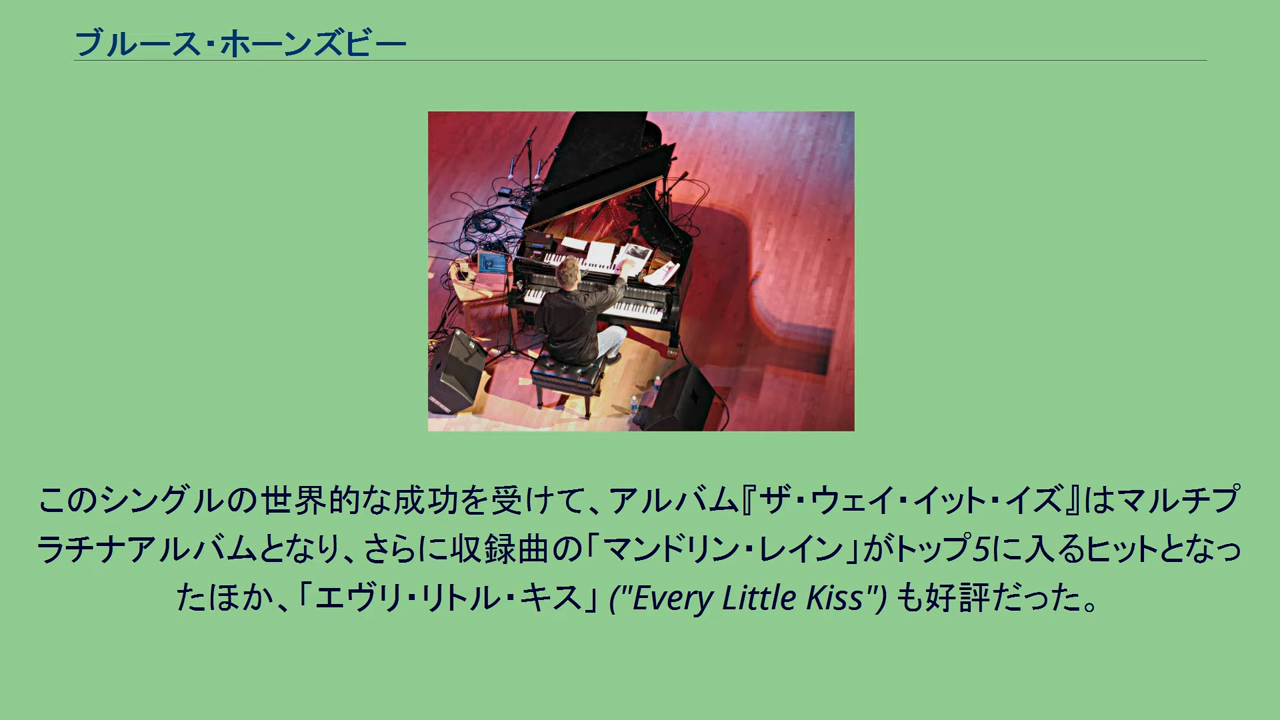 ブルース・ホーンズビー
このシングルの世界的な成功を受けて、アルバム『ザ・ウェイ・イット・イズ』はマルチプ
ラチナアルバムとなり、さらに収録曲の「マンドリン・レイン」がトップ5に入るヒットとなっ
たほか、「エヴリ・リトル・キス」 ("Every Little Kiss") も好評だった。